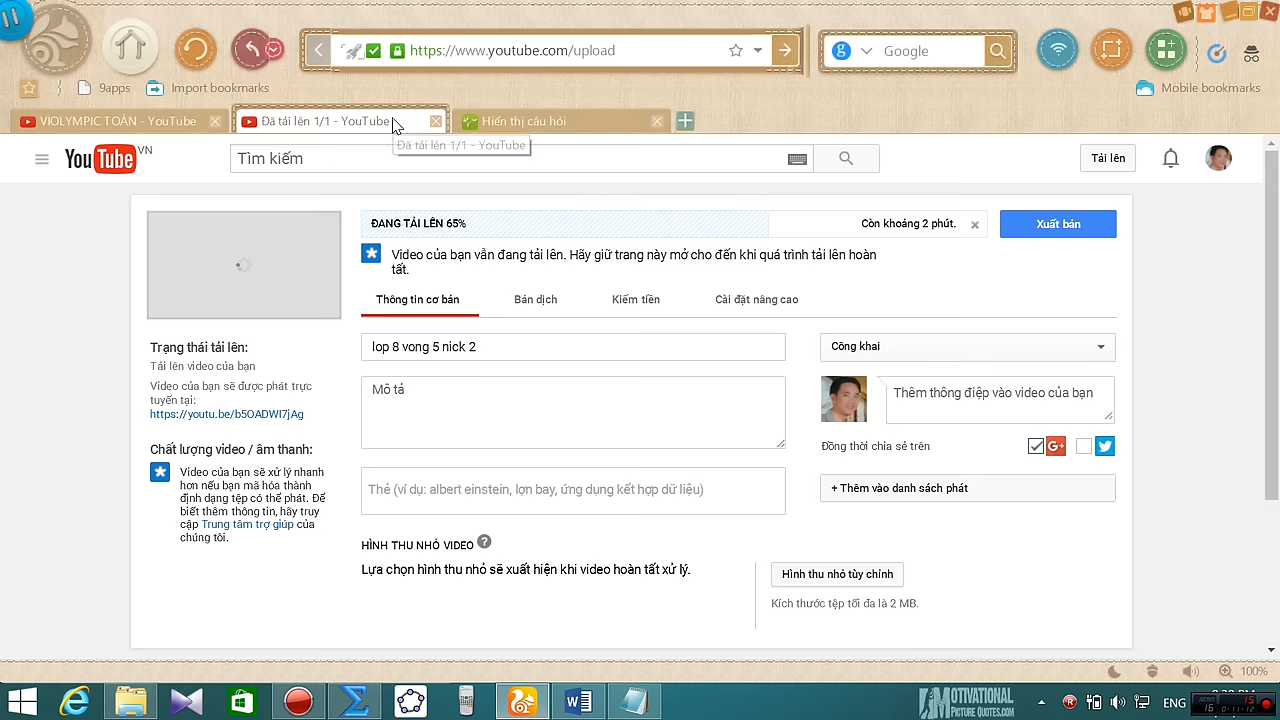 https://www.youtube.com/upload
Google
9apps
Import bookmarks
Mobile bookmarks
VIOLYMPIC TOÁN - YouTube
Đã tải lên 1/1 - YouTube
Hiển thị câu hỏi
Đã tải lên 1/1 - YouTube
YouTube VN
Tìm kiếm
Tải lên
ĐANG TẢI LÊN 65%
Còn khoảng 2 phút.
Xuất bản
Video của bạn vẫn đang tải lên. Hãy giữ trang này mở cho đến khi quá trình tải lên hoàn
tất.
Thông tin cơ bản
Bản dịch
Kiếm tiền
Cài đặt nâng cao
Trạng thái tải lên:
Tải lên video của bạn
Video của bạn sẽ được phát trực
tuyến tại:
https://youtu.be/b5OADWI7jAg
Chất lượng video / âm thanh:
Video của bạn sẽ xử lý nhanh
hơn nếu bạn mã hóa thành
định dạng tệp có thể phát. Để
biết thêm thông tin, hãy truy
cập Trung tâm trợ giúp của
chúng tôi.
lop 8 vong 5 nick 2
Mô tả
Thẻ (ví dụ: albert einstein, lợn bay, ứng dụng kết hợp dữ liệu)
Công khai
Thêm thông điệp vào video của bạn
Đồng thời chia sẻ trên
+ Thêm vào danh sách phát
HÌNH THU NHỎ VIDEO
Lựa chọn hình thu nhỏ sẽ xuất hiện khi video hoàn tất xử lý.
Hình thu nhỏ tùy chỉnh
Kích thước tệp tối đa là 2 MB.
100%
MOTIVATIONAL
PICTURE QUOTES.COM
ENG